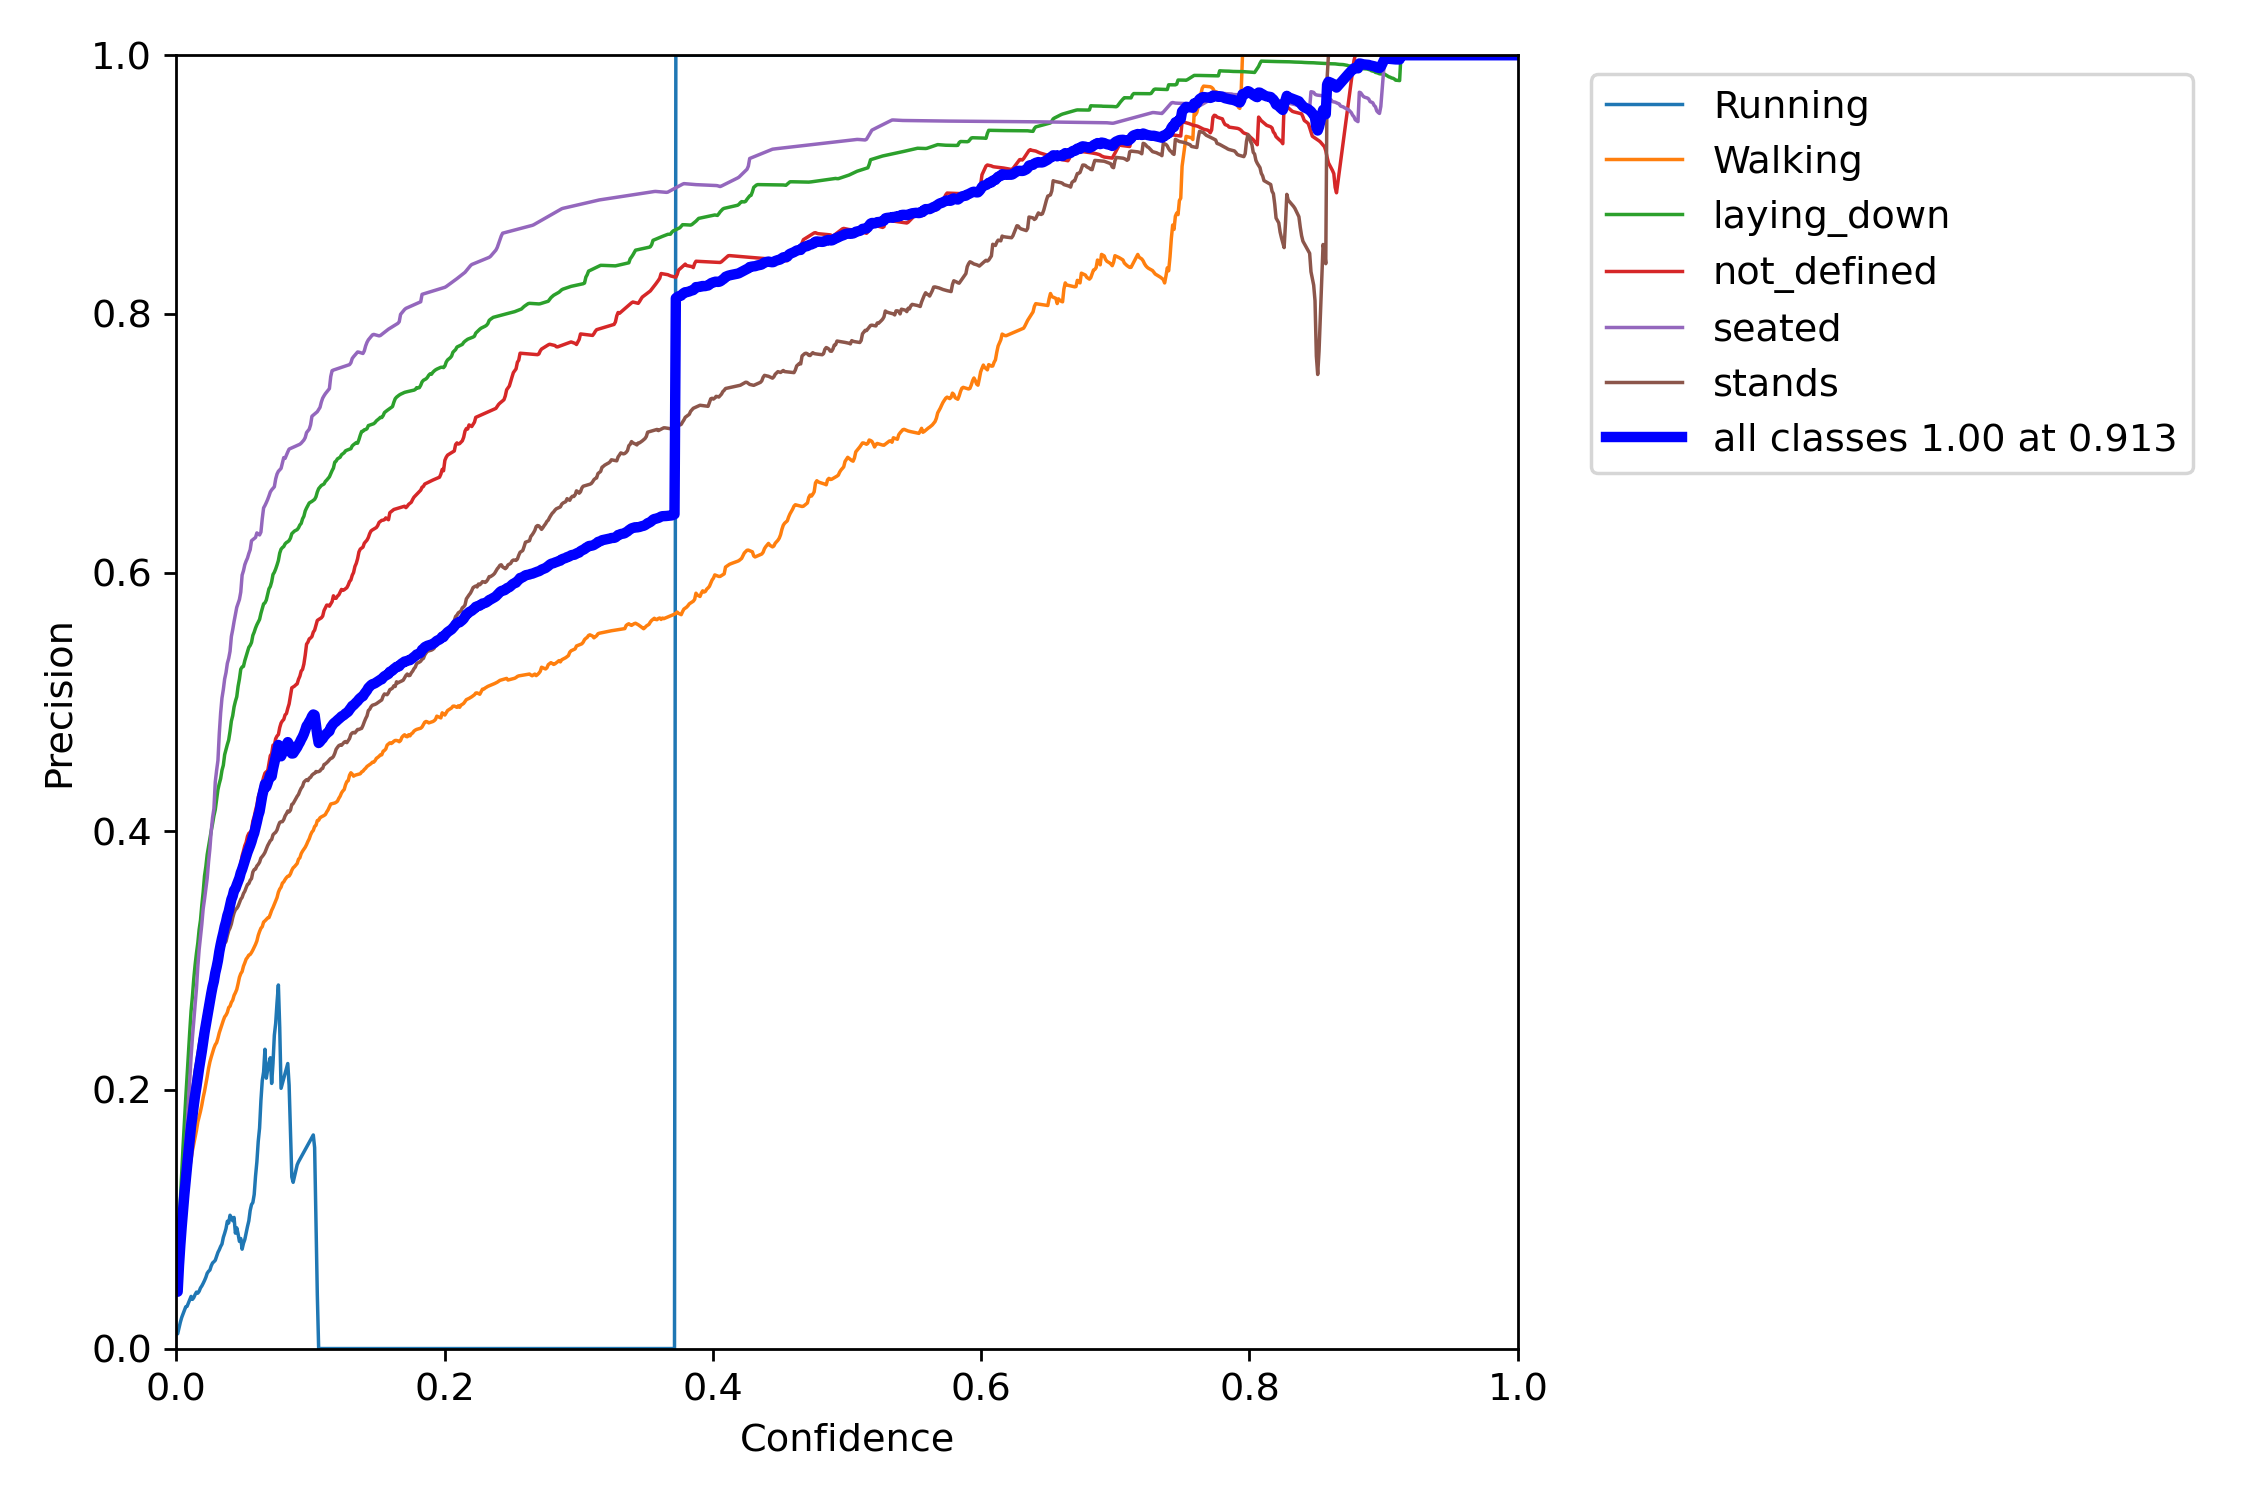 1.0
0.8
0.6
0.4
0.2
0.0
Precision
0.0 0.2 0.4 0.6 0.8 1.0
Confidence
Running
Walking
laying_down
not_defined
seated
stands
all classes 1.00 at 0.913